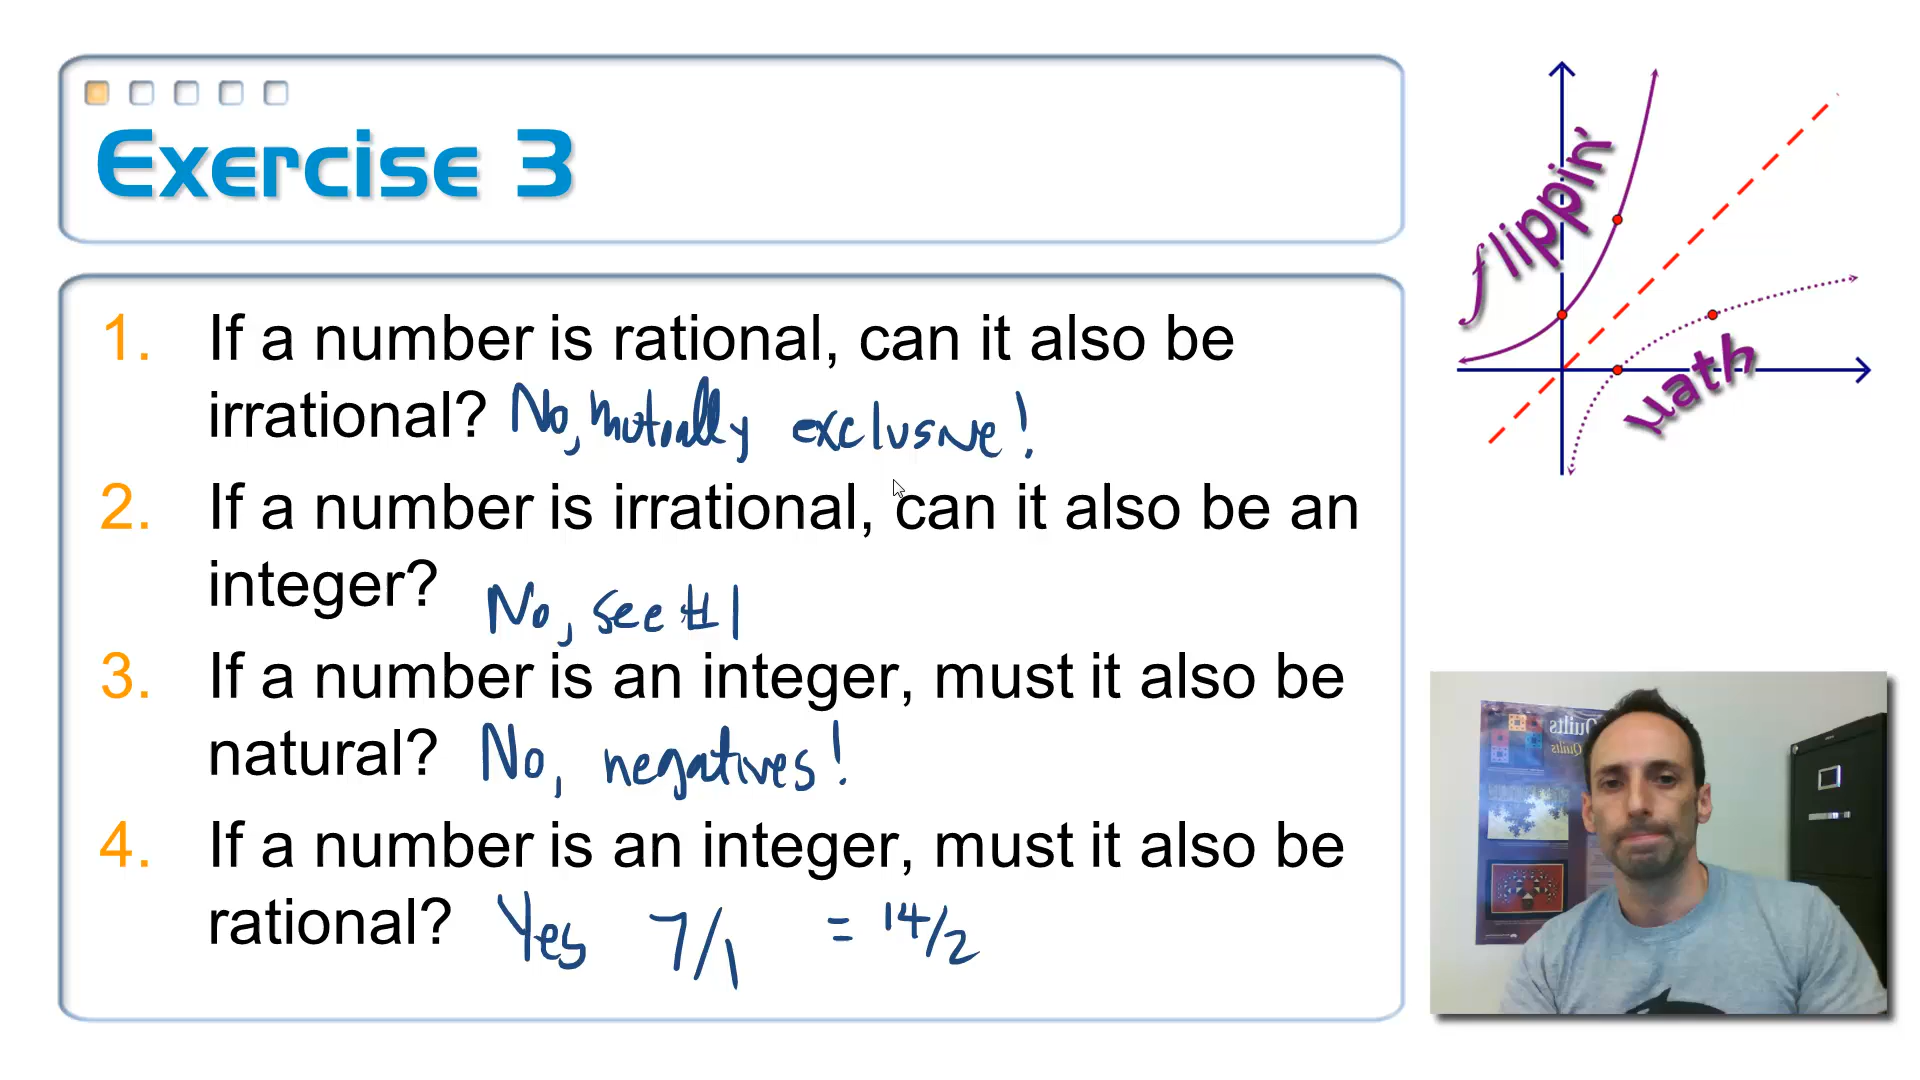 Exercise 3
flippin'
math
1. If a number is rational, can it also be
irrational? No, mutually exclusive!
2. If a number is irrational, can it also be an
integer? No, see #1
3. If a number is an integer, must it also be
natural? No, negatives!
4. If a number is an integer, must it also be
rational? Yes 7/1 = 14/2
Quilts